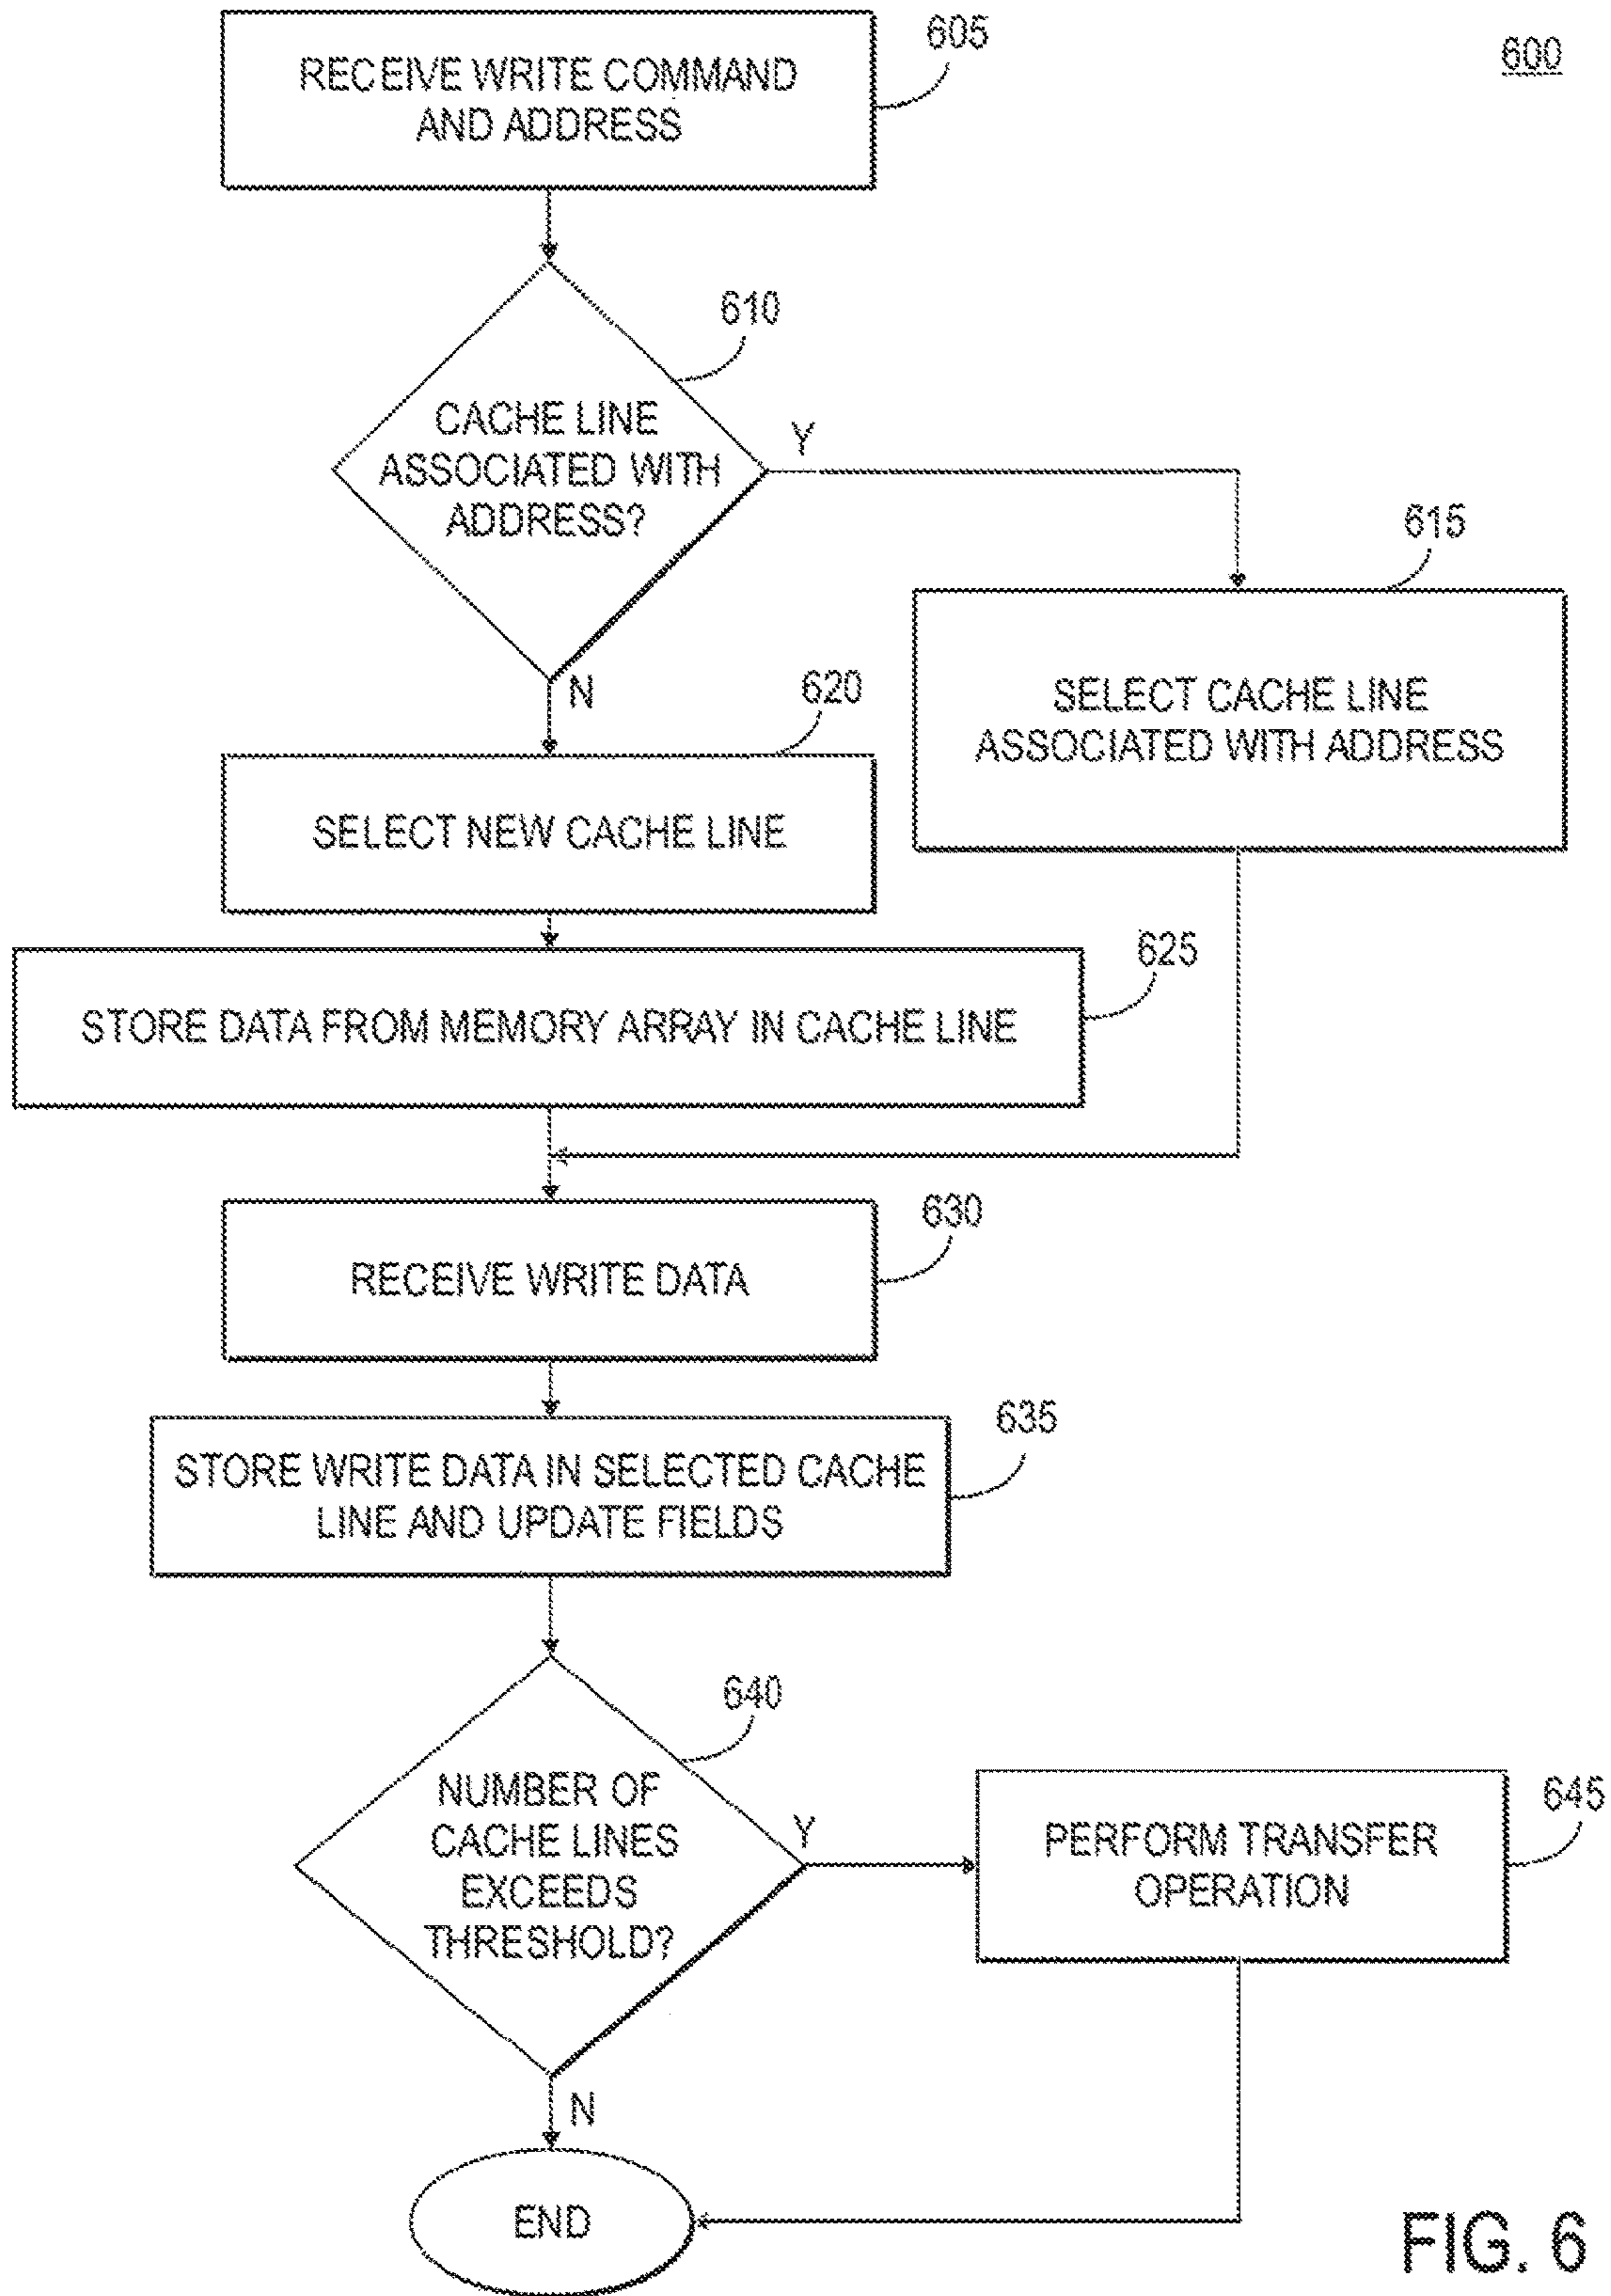 600
605
RECEIVE WRITE COMMAND
AND ADDRESS
610
CACHE LINE
ASSOCIATED WITH
ADDRESS?
Y
N
615
SELECT CACHE LINE
ASSOCIATED WITH ADDRESS
620
SELECT NEW CACHE LINE
625
STORE DATA FROM MEMORY ARRAY IN CACHE LINE
630
RECEIVE WRITE DATA
635
STORE WRITE DATA IN SELECTED CACHE
LINE AND UPDATE FIELDS
640
NUMBER OF
CACHE LINES
EXCEEDS
THRESHOLD?
Y
N
645
PERFORM TRANSFER
OPERATION
END
FIG. 6